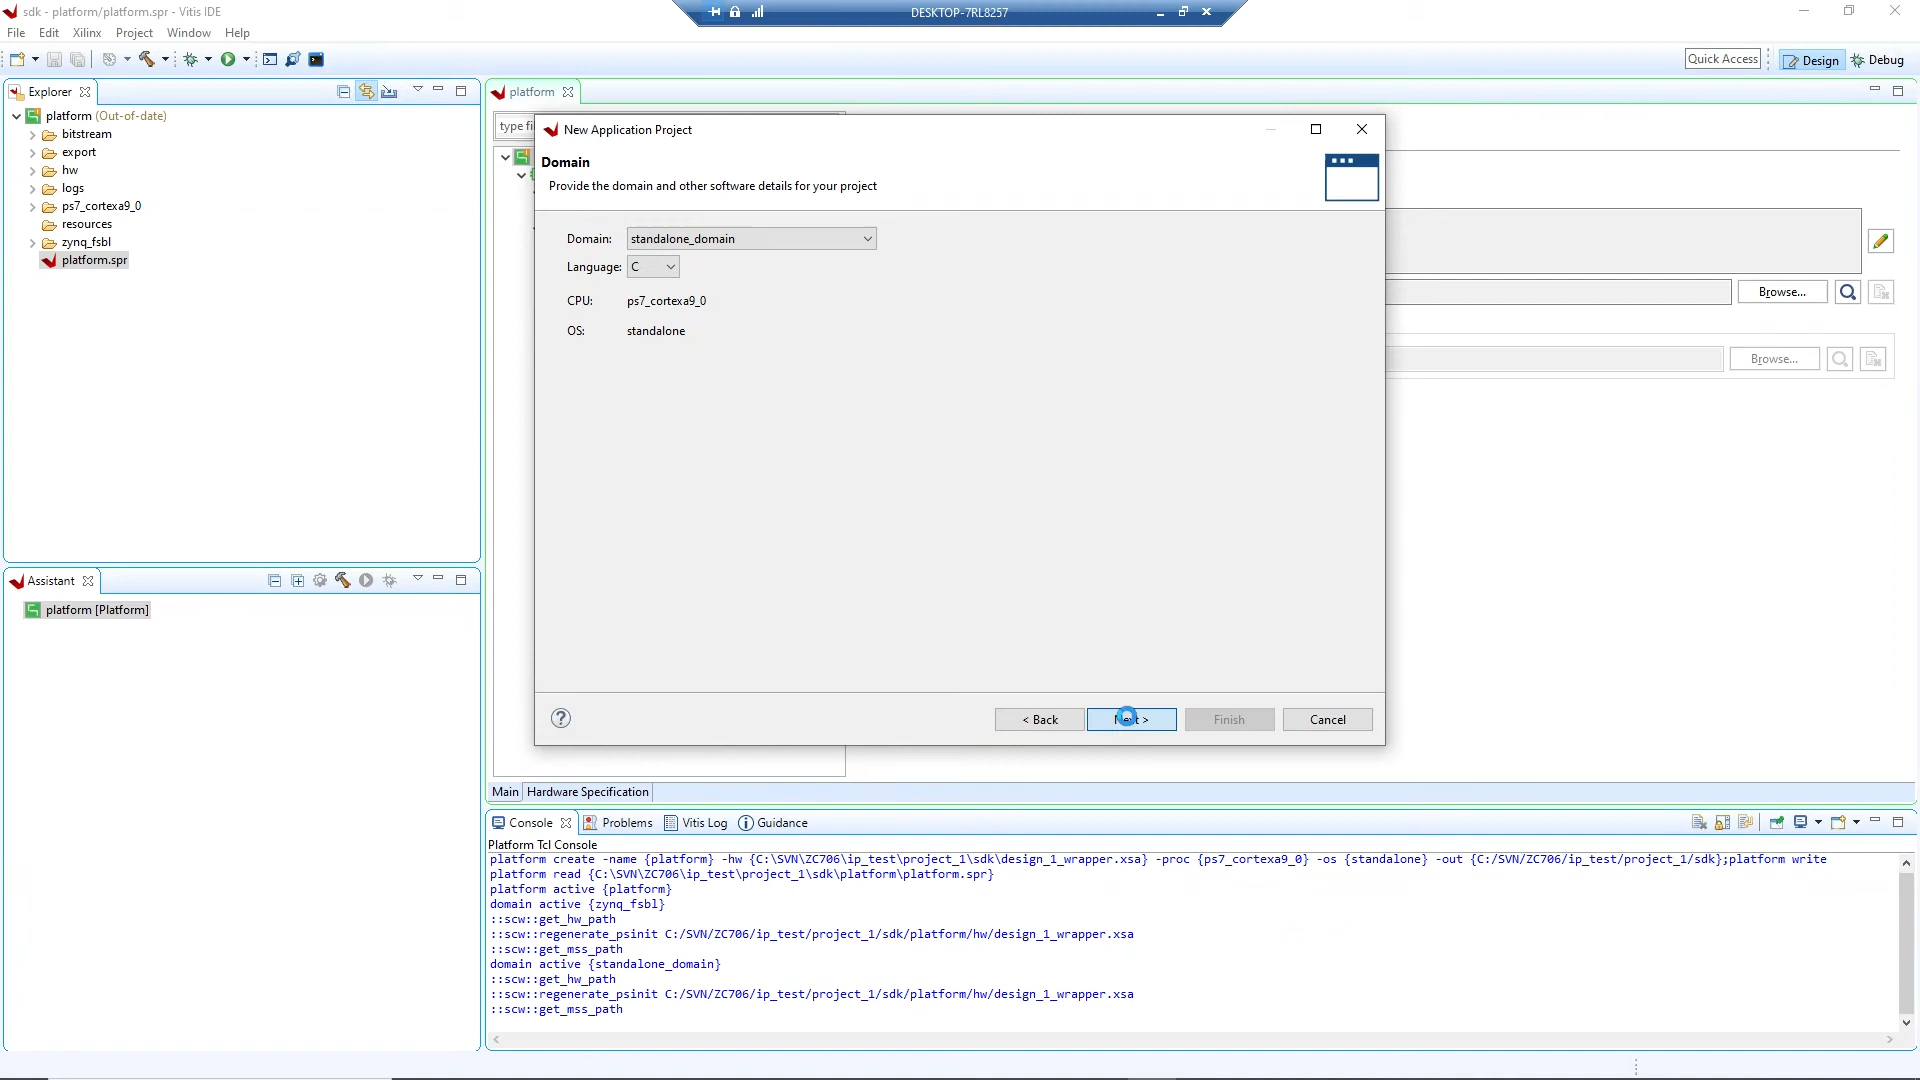 sdk - platform/platform.spr - Vitis IDE
DESKTOP-7RL8257
File Edit Xilinx Project Window Help
Quick Access
Design
Debug
Explorer
platform (Out-of-date)
bitstream
export
hw
logs
ps7_cortexa9_0
resources
zynq_fsbl
platform.spr
Assistant
platform [Platform]
platform
type fi
New Application Project
Domain
Provide the domain and other software details for your project
Domain: standalone_domain
Language: C
CPU: ps7_cortexa9_0
OS: standalone
< Back
Next >
Finish
Cancel
Browse...
Browse...
Main
Hardware Specification
Console
Problems
Vitis Log
Guidance
Platform Tcl Console
platform create -name {platform} -hw {C:\SVN\ZC706\ip_test\project_1\sdk\design_1_wrapper.xsa} -proc {ps7_cortexa9_0} -os {standalone} -out {C:/SVN/ZC706/ip_test/project_1/sdk};platform write
platform read {C:\SVN\ZC706\ip_test\project_1\sdk\platform\platform.spr}
platform active {platform}
domain active {zynq_fsbl}
::scw::get_hw_path
::scw::regenerate_psinit C:/SVN/ZC706/ip_test/project_1/sdk/platform/hw/design_1_wrapper.xsa
::scw::get_mss_path
domain active {standalone_domain}
::scw::get_hw_path
::scw::regenerate_psinit C:/SVN/ZC706/ip_test/project_1/sdk/platform/hw/design_1_wrapper.xsa
::scw::get_mss_path